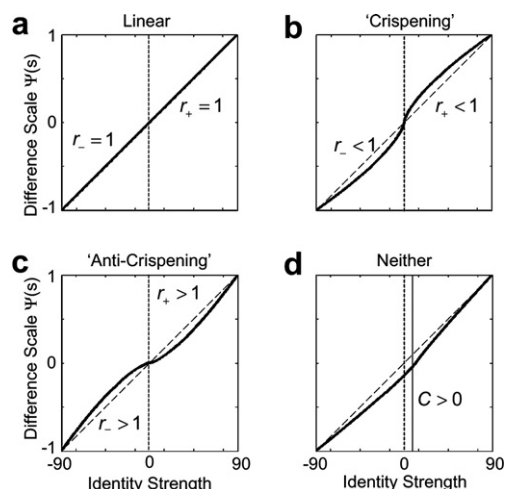 a
Linear
Difference Scale Ψ(s)
1
0
-1
r₋ = 1
r₊ = 1
b
'Crispening'
r₋ < 1
r₊ < 1
c
'Anti-Crispening'
Difference Scale Ψ(s)
1
0
-1
r₊ > 1
r₋ > 1
-90
0
90
Identity Strength
d
Neither
C > 0
-90
0
90
Identity Strength